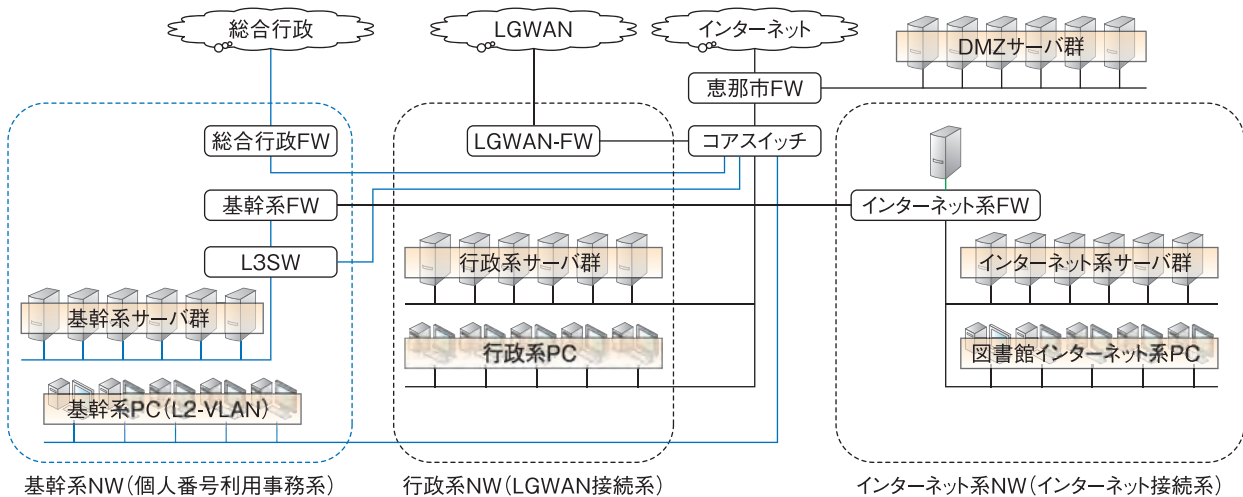 総合行政
LGWAN
インターネット
DMZサーバ群
恵那市FW
総合行政FW
LGWAN-FW
コアスイッチ
基幹系FW
インターネット系FW
L3SW
行政系サーバ群
インターネット系サーバ群
基幹系サーバ群
行政系PC
図書館インターネット系PC
基幹系PC(L2-VLAN)
基幹系NW(個人番号利用事務系)
行政系NW(LGWAN接続系)
インターネット系NW(インターネット接続系)